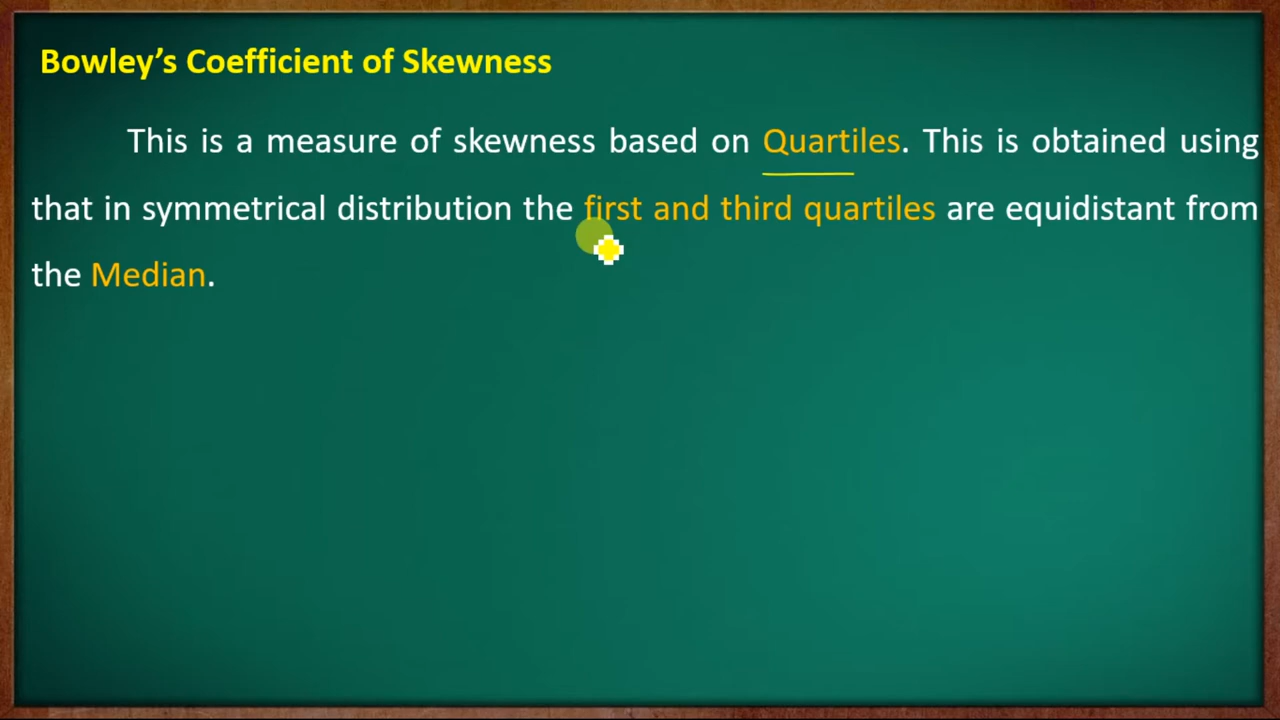 Bowley’s Coefficient of Skewness
This is a measure of skewness based on Quartiles. This is obtained using
that in symmetrical distribution the first and third quartiles are equidistant from
the Median.